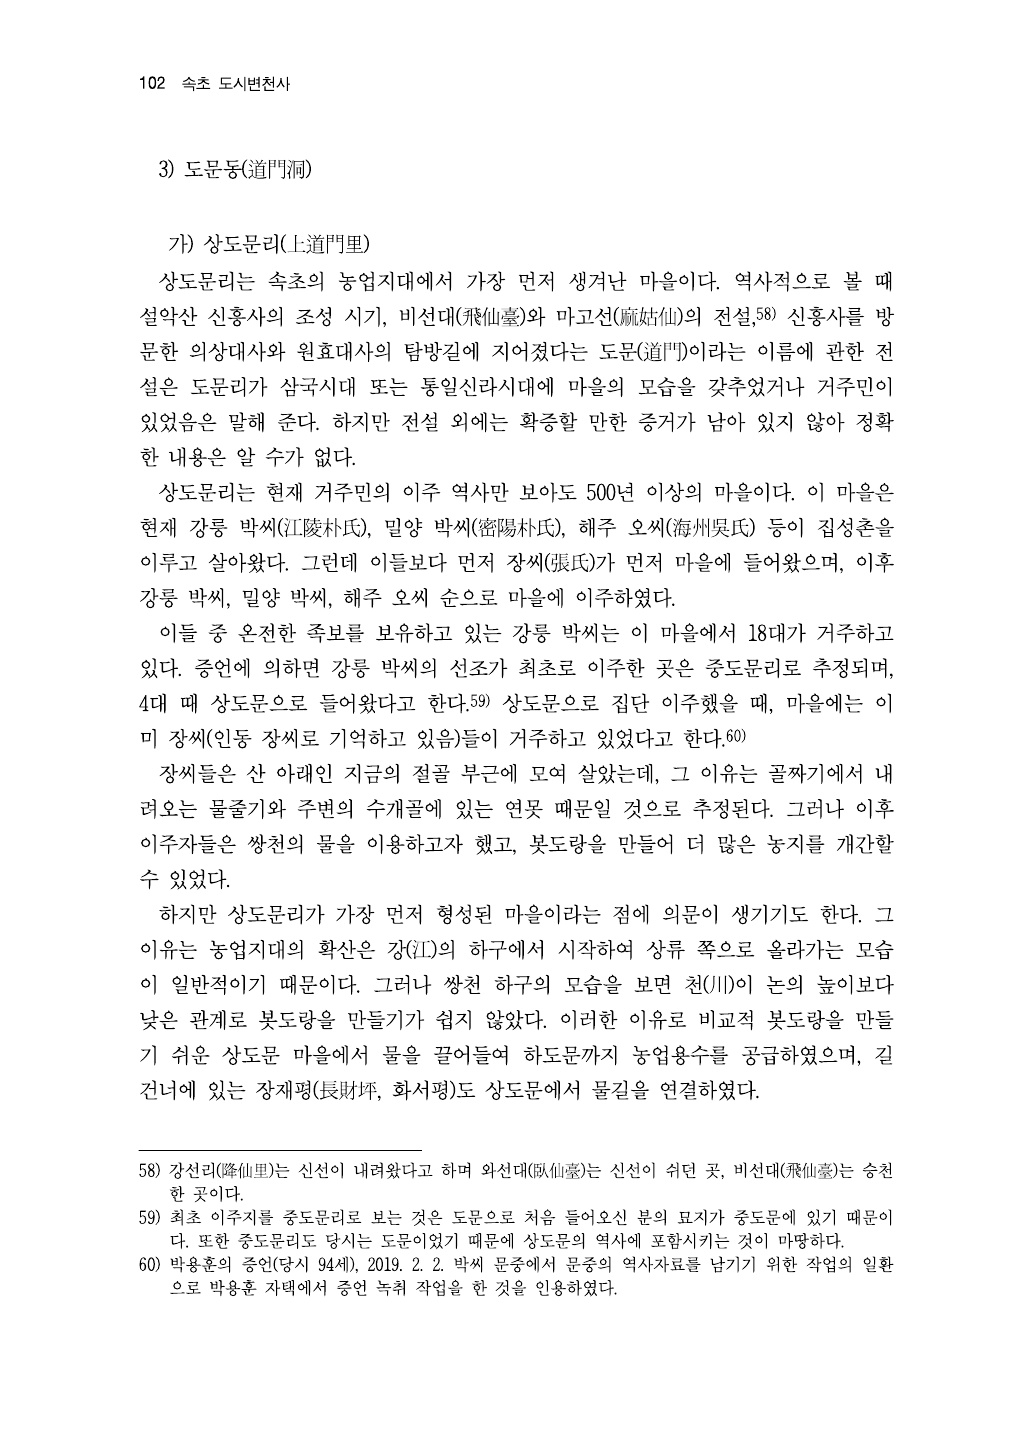 102 속초 도시변천사
3) 도문동(道門洞)
가) 상도문리(上道門里)
상도문리는 속초의 농업지대에서 가장 먼저 생겨난 마을이다. 역사적으로 볼 때
설악산 신흥사의 조성 시기, 비선대(飛仙臺)와 마고선(麻姑仙)의 전설,58) 신흥사를 방
문한 의상대사와 원효대사의 탐방길에 지어졌다는 도문(道門)이라는 이름에 관한 전
설은 도문리가 삼국시대 또는 통일신라시대에 마을의 모습을 갖추었거나 거주민이
있었음은 말해 준다. 하지만 전설 외에는 확증할 만한 증거가 남아 있지 않아 정확
한 내용은 알 수가 없다.
상도문리는 현재 거주민의 이주 역사만 보아도 500년 이상의 마을이다. 이 마을은
현재 강릉 박씨(江陵朴氏), 밀양 박씨(密陽朴氏), 해주 오씨(海州吳氏) 등이 집성촌을
이루고 살아왔다. 그런데 이들보다 먼저 장씨(張氏)가 먼저 마을에 들어왔으며, 이후
강릉 박씨, 밀양 박씨, 해주 오씨 순으로 마을에 이주하였다.
이들 중 온전한 족보를 보유하고 있는 강릉 박씨는 이 마을에서 18대가 거주하고
있다. 증언에 의하면 강릉 박씨의 선조가 최초로 이주한 곳은 중도문리로 추정되며,
4대 때 상도문으로 들어왔다고 한다.59) 상도문으로 집단 이주했을 때, 마을에는 이
미 장씨(인동 장씨로 기억하고 있음)들이 거주하고 있었다고 한다.60)
장씨들은 산 아래인 지금의 절골 부근에 모여 살았는데, 그 이유는 골짜기에서 내
려오는 물줄기와 주변의 수개골에 있는 연못 때문일 것으로 추정된다. 그러나 이후
이주자들은 쌍천의 물을 이용하고자 했고, 봇도랑을 만들어 더 많은 농지를 개간할
수 있었다.
하지만 상도문리가 가장 먼저 형성된 마을이라는 점에 의문이 생기기도 한다. 그
이유는 농업지대의 확산은 강(江)의 하구에서 시작하여 상류 쪽으로 올라가는 모습
이 일반적이기 때문이다. 그러나 쌍천 하구의 모습을 보면 천(川)이 논의 높이보다
낮은 관계로 봇도랑을 만들기가 쉽지 않았다. 이러한 이유로 비교적 봇도랑을 만들
기 쉬운 상도문 마을에서 물을 끌어들여 하도문까지 농업용수를 공급하였으며, 길
건너에 있는 장재평(長財坪, 화서평)도 상도문에서 물길을 연결하였다.
58) 강선리(降仙里)는 신선이 내려왔다고 하며 와선대(臥仙臺)는 신선이 쉬던 곳, 비선대(飛仙臺)는 승천
한 곳이다.
59) 최초 이주지를 중도문리로 보는 것은 도문으로 처음 들어오신 분의 묘지가 중도문에 있기 때문이
다. 또한 중도문리도 당시는 도문이었기 때문에 상도문의 역사에 포함시키는 것이 마땅하다.
60) 박용훈의 증언(당시 94세), 2019. 2. 2. 박씨 문중에서 문중의 역사자료를 남기기 위한 작업의 일환
으로 박용훈 자택에서 증언 녹취 작업을 한 것을 인용하였다.